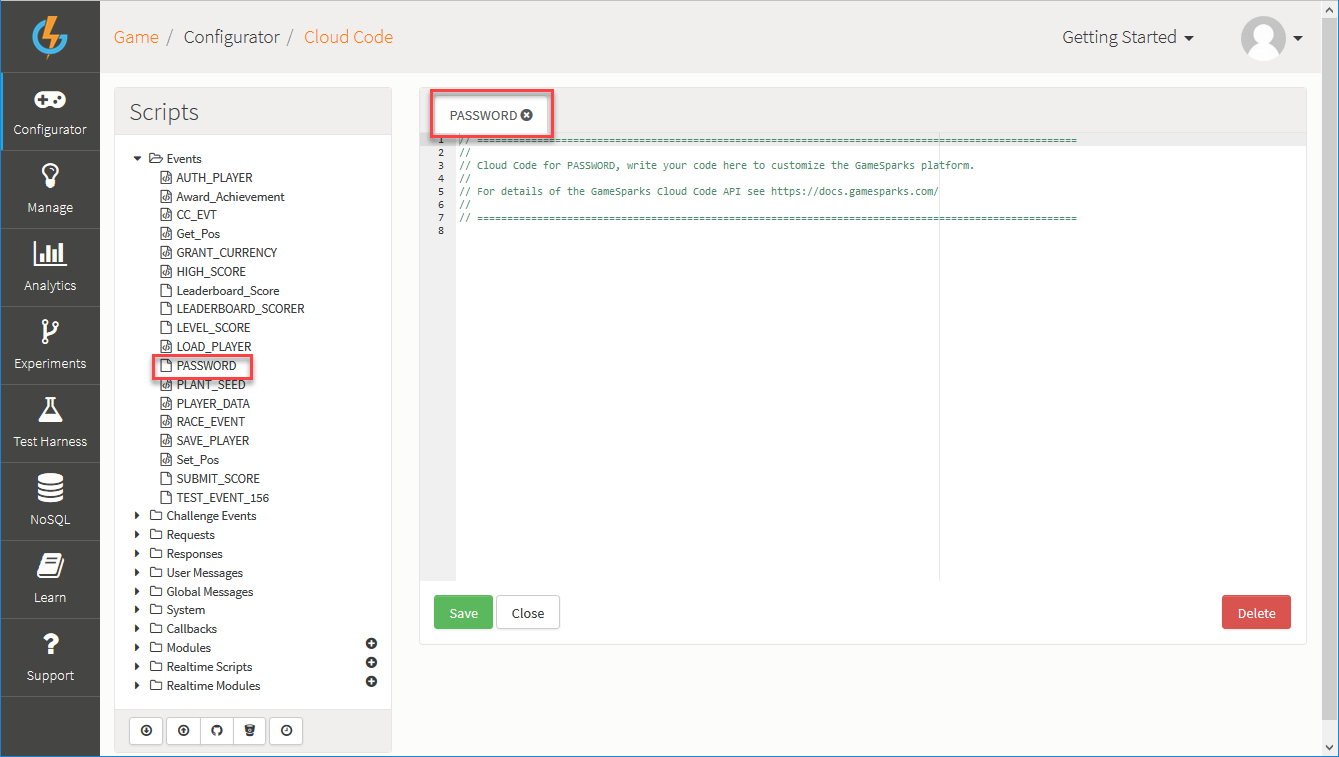 Game / Configurator / Cloud Code
Getting Started
Configurator
Manage
Analytics
Experiments
Test Harness
NoSQL
Learn
Support
Scripts
Events
AUTH_PLAYER
Award_Achievement
CC_EVT
Get_Pos
GRANT_CURRENCY
HIGH_SCORE
Leaderboard_Score
LEADERBOARD_SCORER
LEVEL_SCORE
LOAD_PLAYER
PASSWORD
PLANT_SEED
PLAYER_DATA
RACE_EVENT
SAVE_PLAYER
Set_Pos
SUBMIT_SCORE
TEST_EVENT_156
Challenge Events
Requests
Responses
User Messages
Global Messages
System
Callbacks
Modules
Realtime Scripts
Realtime Modules
PASSWORD
1 // ====================================================================================================
2 //
3 // Cloud Code for PASSWORD, write your code here to customize the GameSparks platform.
4 //
5 // For details of the GameSparks Cloud Code API see https://docs.gamesparks.com/
6 //
7 // ====================================================================================================
8
Save
Close
Delete